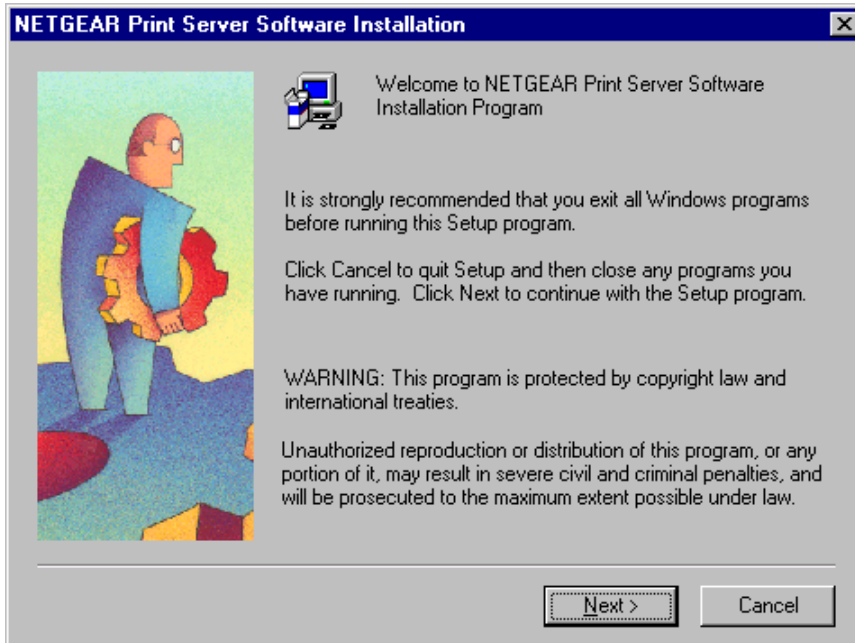 NETGEAR Print Server Software Installation
Welcome to NETGEAR Print Server Software
Installation Program
It is strongly recommended that you exit all Windows programs
before running this Setup program.
Click Cancel to quit Setup and then close any programs you
have running.  Click Next to continue with the Setup program.
WARNING: This program is protected by copyright law and
international treaties.
Unauthorized reproduction or distribution of this program, or any
portion of it, may result in severe civil and criminal penalties, and
will be prosecuted to the maximum extent possible under law.
Next >
Cancel